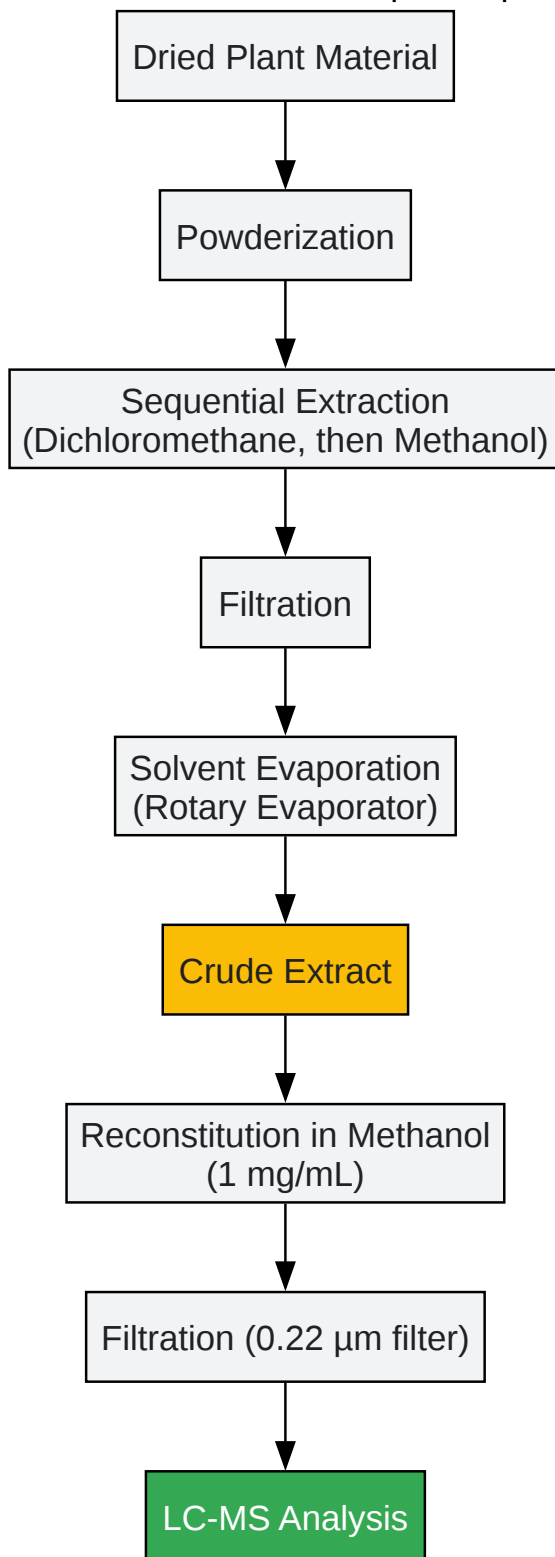 Dried Plant Material
Powderization
Sequential Extraction
(Dichloromethane, then Methanol)
Filtration
Solvent Evaporation
(Rotary Evaporator)
Crude Extract
Reconstitution in Methanol
(1 mg/mL)
Filtration (0.22 µm filter)
LC-MS Analysis